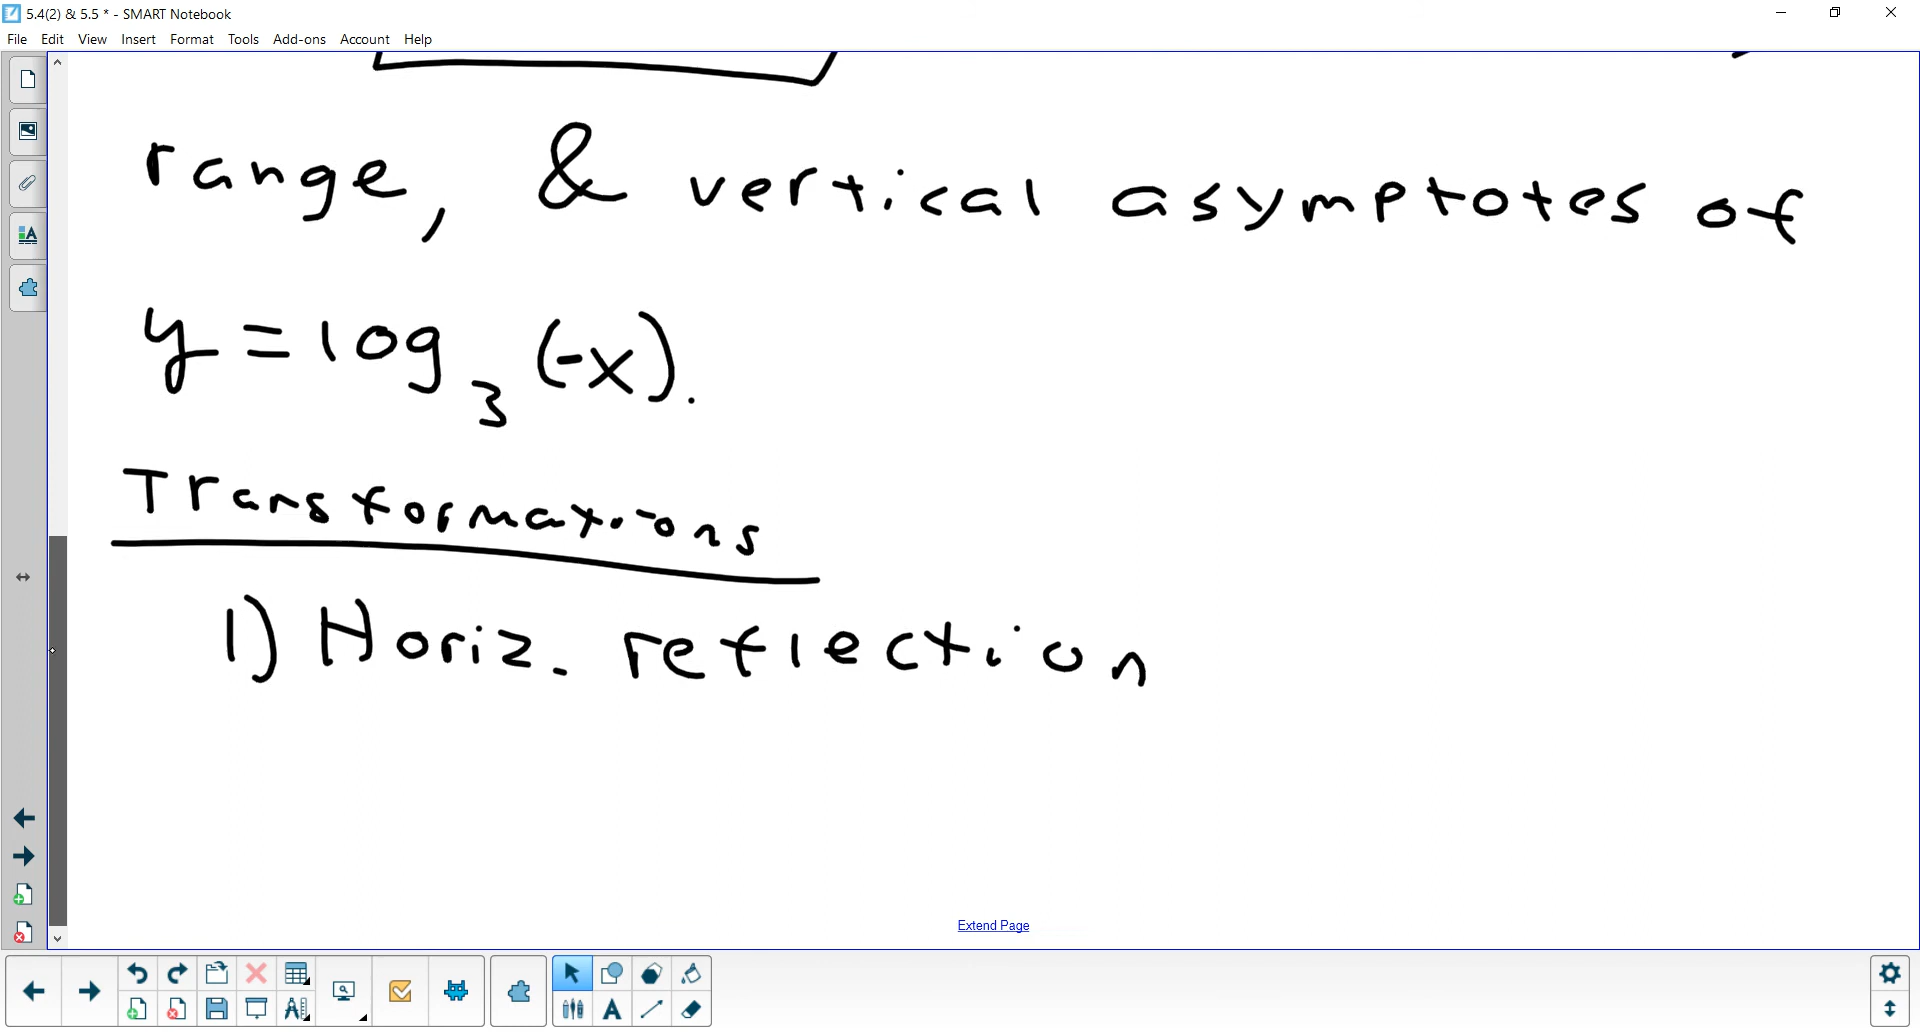 5.4(2) & 5.5 * - SMART Notebook
File Edit View Insert Format Tools Add-ons Account Help
range, & vertical asymptotes of
y = log₃ (-x).
Transformations
1) Horiz. reflection
Extend Page